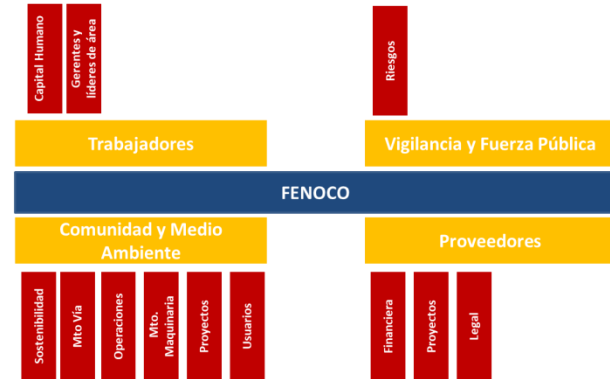 Capital Humano
Gerentes y
líderes de área
Riesgos
Trabajadores
Vigilancia y Fuerza Pública
FENOCO
Comunidad y Medio
Ambiente
Proveedores
Sostenibilidad
Mto Vía
Operaciones
Mto.
Maquinaria
Proyectos
Usuarios
Financiera
Proyectos
Legal